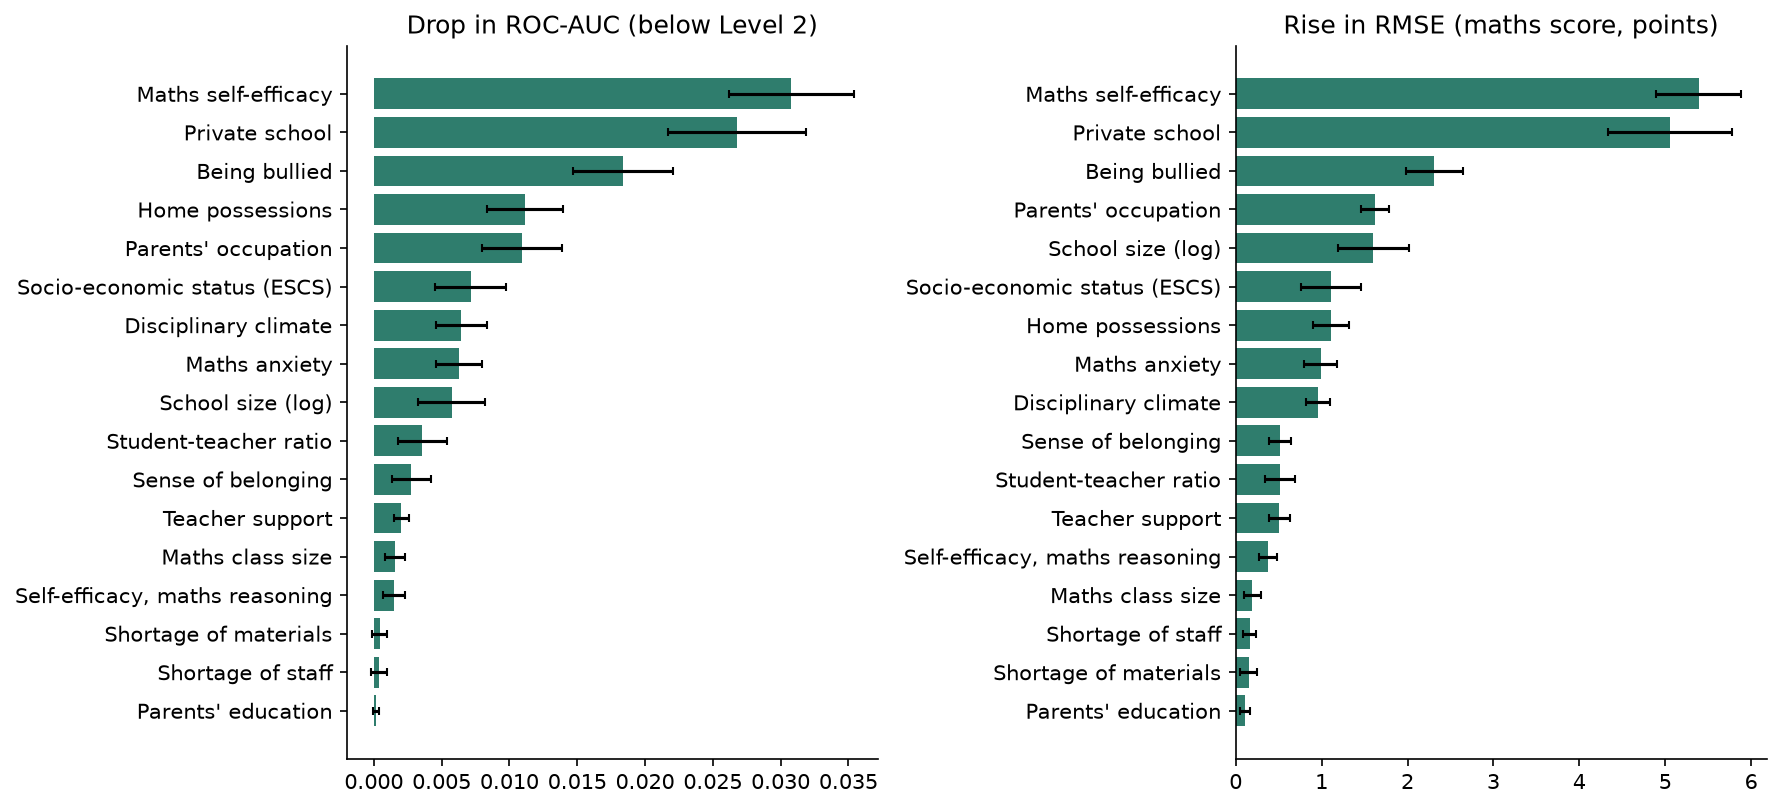 Drop in ROC-AUC (below Level 2)
Maths self-efficacy
Private school
Being bullied
Home possessions
Parents' occupation
Socio-economic status (ESCS)
Disciplinary climate
Maths anxiety
School size (log)
Student-teacher ratio
Sense of belonging
Teacher support
Maths class size
Self-efficacy, maths reasoning
Shortage of materials
Shortage of staff
Parents' education
0.000 0.005 0.010 0.015 0.020 0.025 0.030 0.035
Rise in RMSE (maths score, points)
Maths self-efficacy
Private school
Being bullied
Parents' occupation
School size (log)
Socio-economic status (ESCS)
Home possessions
Maths anxiety
Disciplinary climate
Sense of belonging
Student-teacher ratio
Teacher support
Self-efficacy, maths reasoning
Maths class size
Shortage of staff
Shortage of materials
Parents' education
0 1 2 3 4 5 6